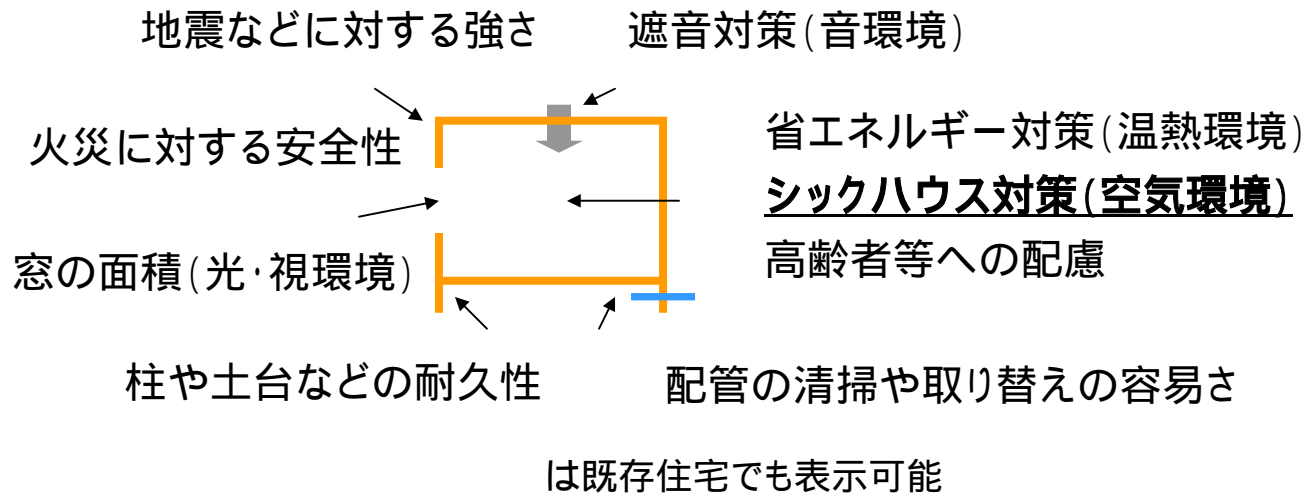 地震などに対する強さ
遮音対策(音環境)
火災に対する安全性
省エネルギー対策(温熱環境)
シックハウス対策(空気環境)
窓の面積(光・視環境)
高齢者等への配慮
柱や土台などの耐久性
配管の清掃や取り替えの容易さ
は既存住宅でも表示可能